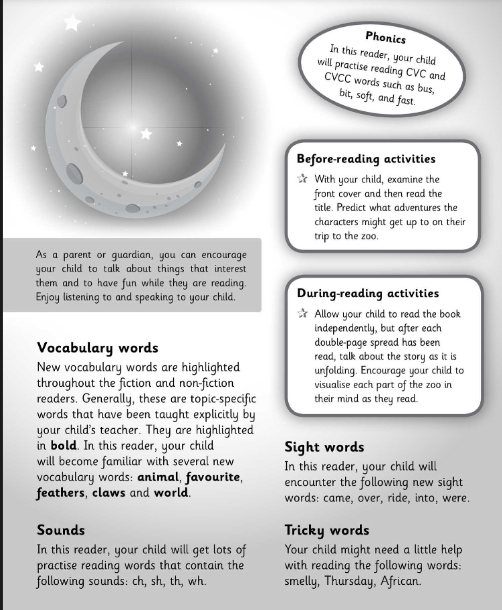 Phonics
In this reader, your child
will practise reading CVC and
CVCC words such as bus,
bit, soft, and fast.
Before-reading activities
With your child, examine the
front cover and then read the
title. Predict what adventures the
characters might get up to on their
trip to the zoo.
As a parent or guardian, you can encourage
your child to talk about things that interest
them and to have fun while they are reading.
Enjoy listening to and speaking to your child.
During-reading activities
Allow your child to read the book
independently, but after each
double-page spread has been
read, talk about the story as it is
unfolding. Encourage your child to
visualise each part of the zoo in
their mind as they read.
Vocabulary words
New vocabulary words are highlighted
throughout the fiction and non-fiction
readers. Generally, these are topic-specific
words that have been taught explicitly by
your child's teacher. They are highlighted
in bold. In this reader, your child
will become familiar with several new
vocabulary words: animal, favourite,
feathers, claws and world.
Sight words
In this reader, your child will
encounter the following new sight
words: came, over, ride, into, were.
Sounds
In this reader, your child will get lots of
practise reading words that contain the
following sounds: ch, sh, th, wh.
Tricky words
Your child might need a little help
with reading the following words:
smelly, Thursday, African.